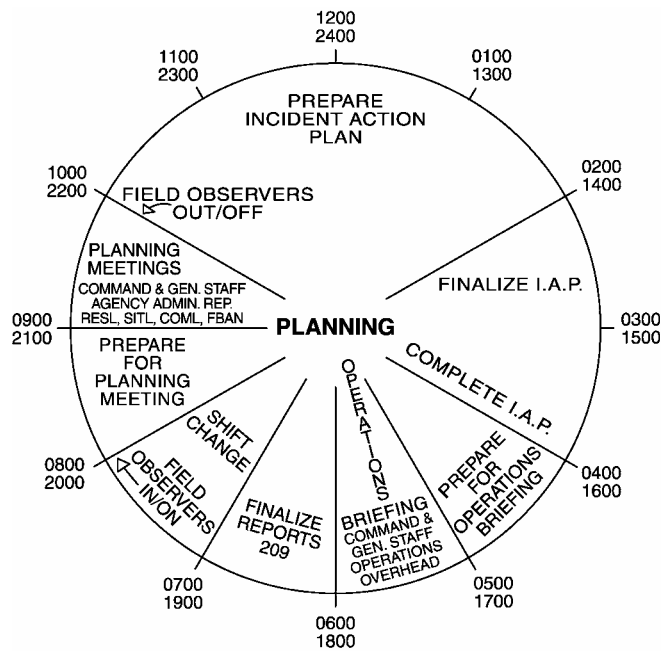 1200
2400
0100
1300
0200
1400
0300
1500
0400
1600
0500
1700
0600
1800
0700
1900
0800
2000
0900
2100
1000
2200
1100
2300
PREPARE
INCIDENT ACTION
PLAN
FINALIZE I.A.P.
COMPLETE I.A.P.
PREPARE
FOR
OPERATIONS
BRIEFING
OPERATIONS
BRIEFING
COMMAND &
GEN. STAFF
OPERATIONS
OVERHEAD
FINALIZE
REPORTS
209
SHIFT
CHANGE
FIELD
OBSERVERS
IN/ON
PREPARE
FOR
PLANNING
MEETING
PLANNING
MEETINGS
COMMAND & GEN. STAFF
AGENCY ADMIN. REP.
RESL, SITL, COML, FBAN
FIELD OBSERVERS
OUT/OFF
PLANNING